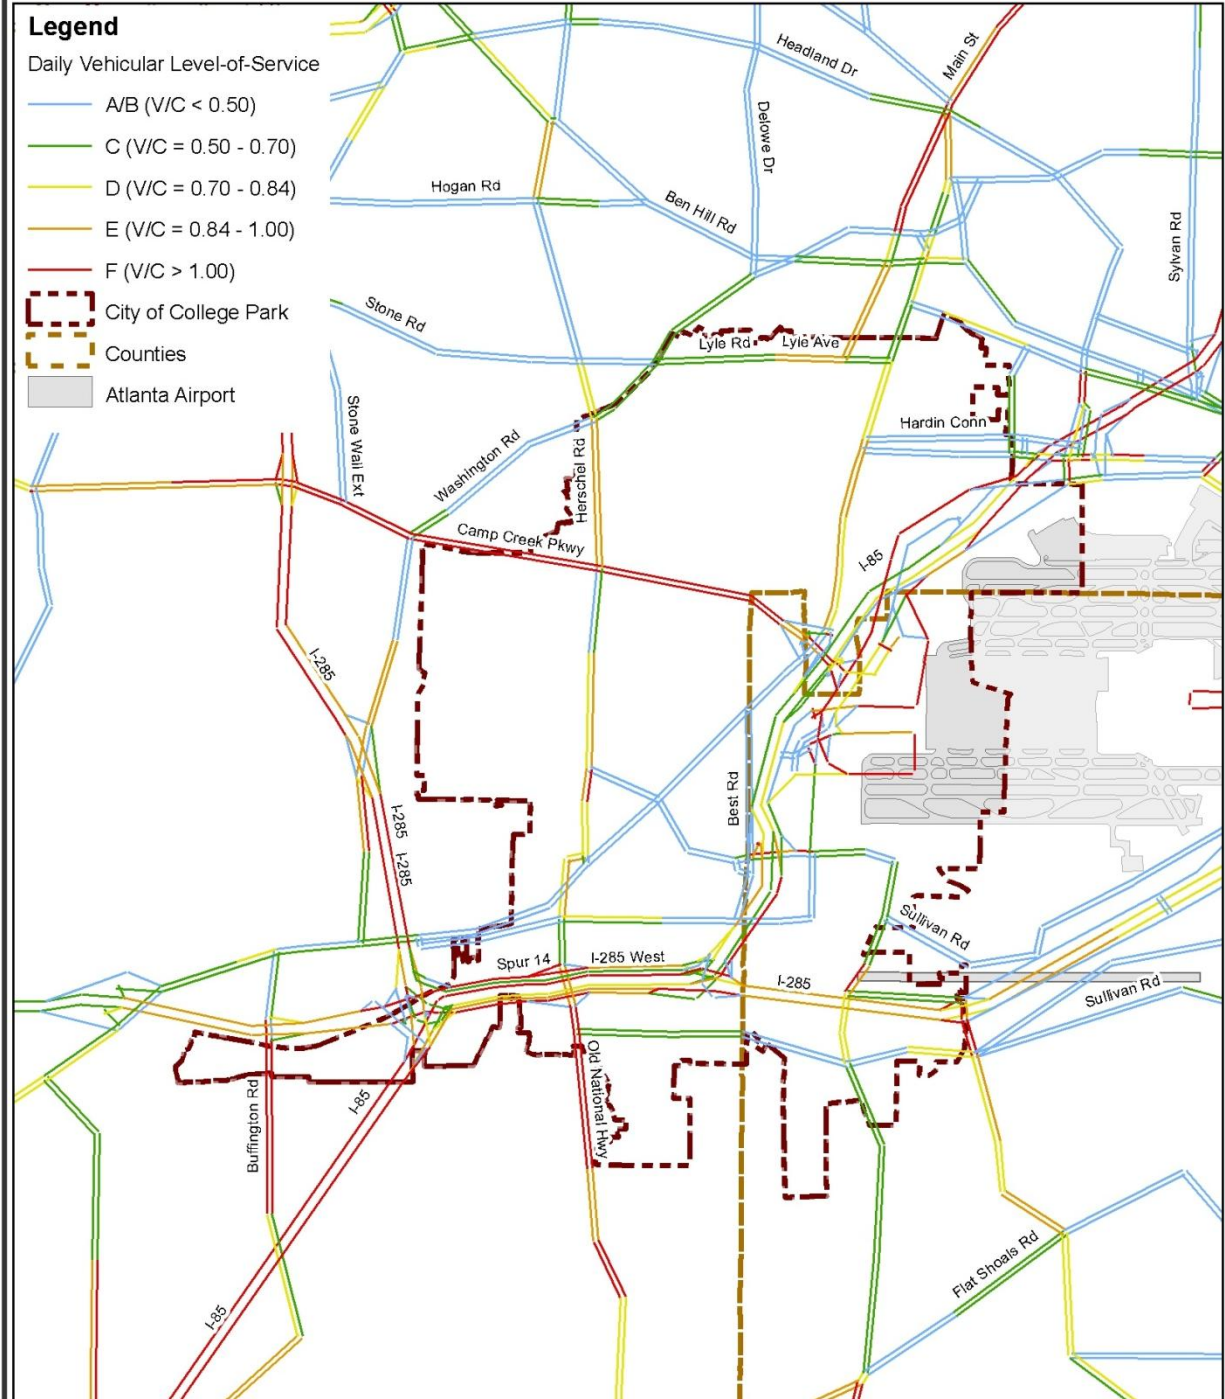 Legend
Daily Vehicular Level-of-Service
A/B (V/C < 0.50)
C (V/C = 0.50 - 0.70)
D (V/C = 0.70 - 0.84)
E (V/C = 0.84 - 1.00)
F (V/C > 1.00)
City of College Park
Counties
Atlanta Airport
Headland Dr
Main St
Delowe Dr
Hogan Rd
Ben Hill Rd
Sylvan Rd
Stone Rd
Lyle Rd
Lyle Ave
Stone Wall Ext
Hardin Conn
Washington Rd
Herschel Rd
Camp Creek Pkwy
I-85
I-285
Best Rd
I-285
I-285
Sullivan Rd
Spur 14
I-285 West
I-285
Sullivan Rd
Old National Hwy
I-85
Buffington Rd
Flat Shoals Rd
I-85